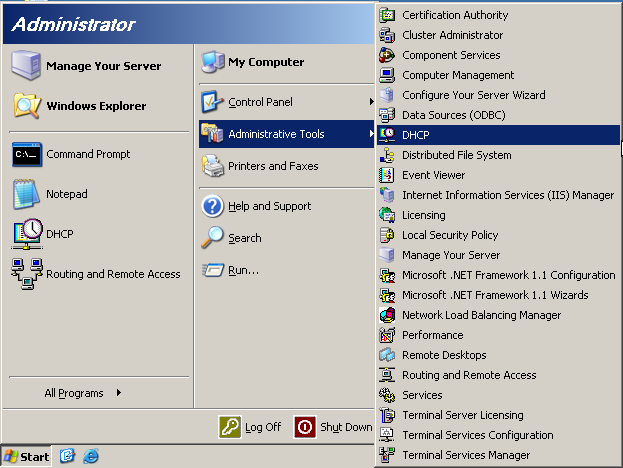 Administrator
Manage Your Server
Windows Explorer
C:\_
Command Prompt
Notepad
DHCP
Routing and Remote Access
All Programs
My Computer
Control Panel
Administrative Tools
Printers and Faxes
Help and Support
Search
Run...
Log Off
Shut Down
Start
Certification Authority
Cluster Administrator
Component Services
Computer Management
Configure Your Server Wizard
Data Sources (ODBC)
DHCP
Distributed File System
Event Viewer
Internet Information Services (IIS) Manager
Licensing
Local Security Policy
Manage Your Server
Microsoft .NET Framework 1.1 Configuration
Microsoft .NET Framework 1.1 Wizards
Network Load Balancing Manager
Performance
Remote Desktops
Routing and Remote Access
Services
Terminal Server Licensing
Terminal Services Configuration
Terminal Services Manager